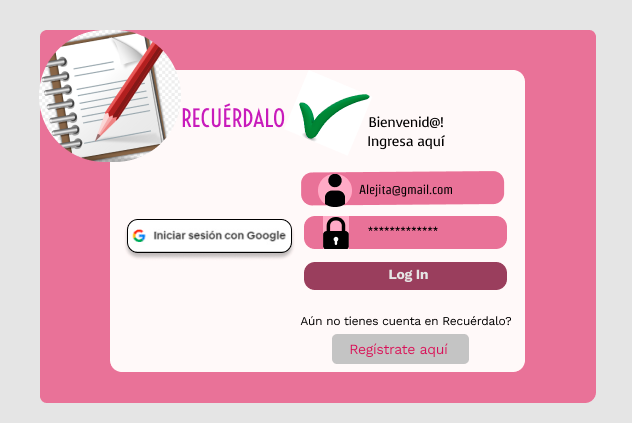 RECUÉRDALO
Bienvenid@!
Ingresa aquí
Alejita@gmail.com
*************
Iniciar sesión con Google
Log In
Aún no tienes cuenta en Recuérdalo?
Regístrate aquí